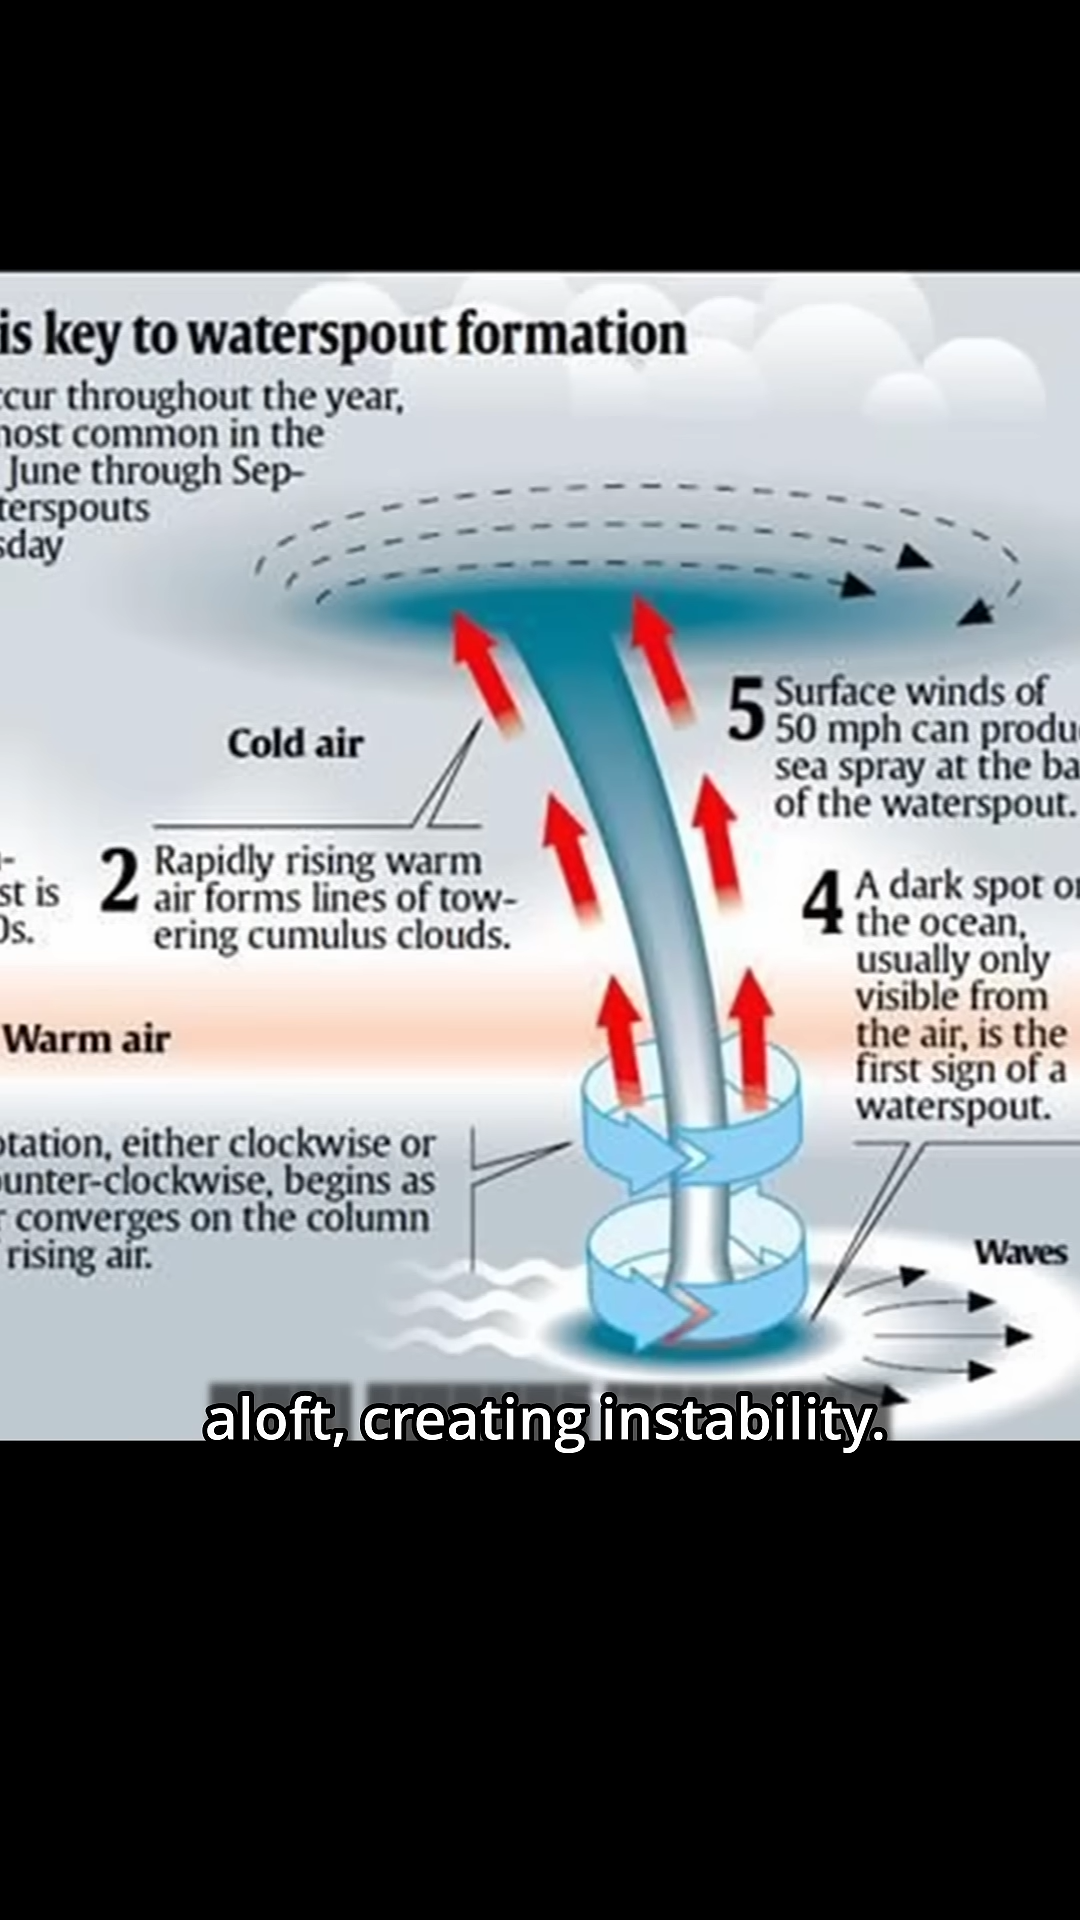 is key to waterspout formation
ccur throughout the year,
most common in the
June through Sep-
terspouts
sday
Cold air
5 Surface winds of
50 mph can produ
sea spray at the ba
of the waterspout.
st is
0s.
2 Rapidly rising warm
air forms lines of tow-
ering cumulus clouds.
4 A dark spot on
the ocean,
usually only
visible from
the air, is the
first sign of a
waterspout.
Warm air
otation, either clockwise or
ounter-clockwise, begins as
r converges on the column
rising air.
Waves
aloft, creating instability.